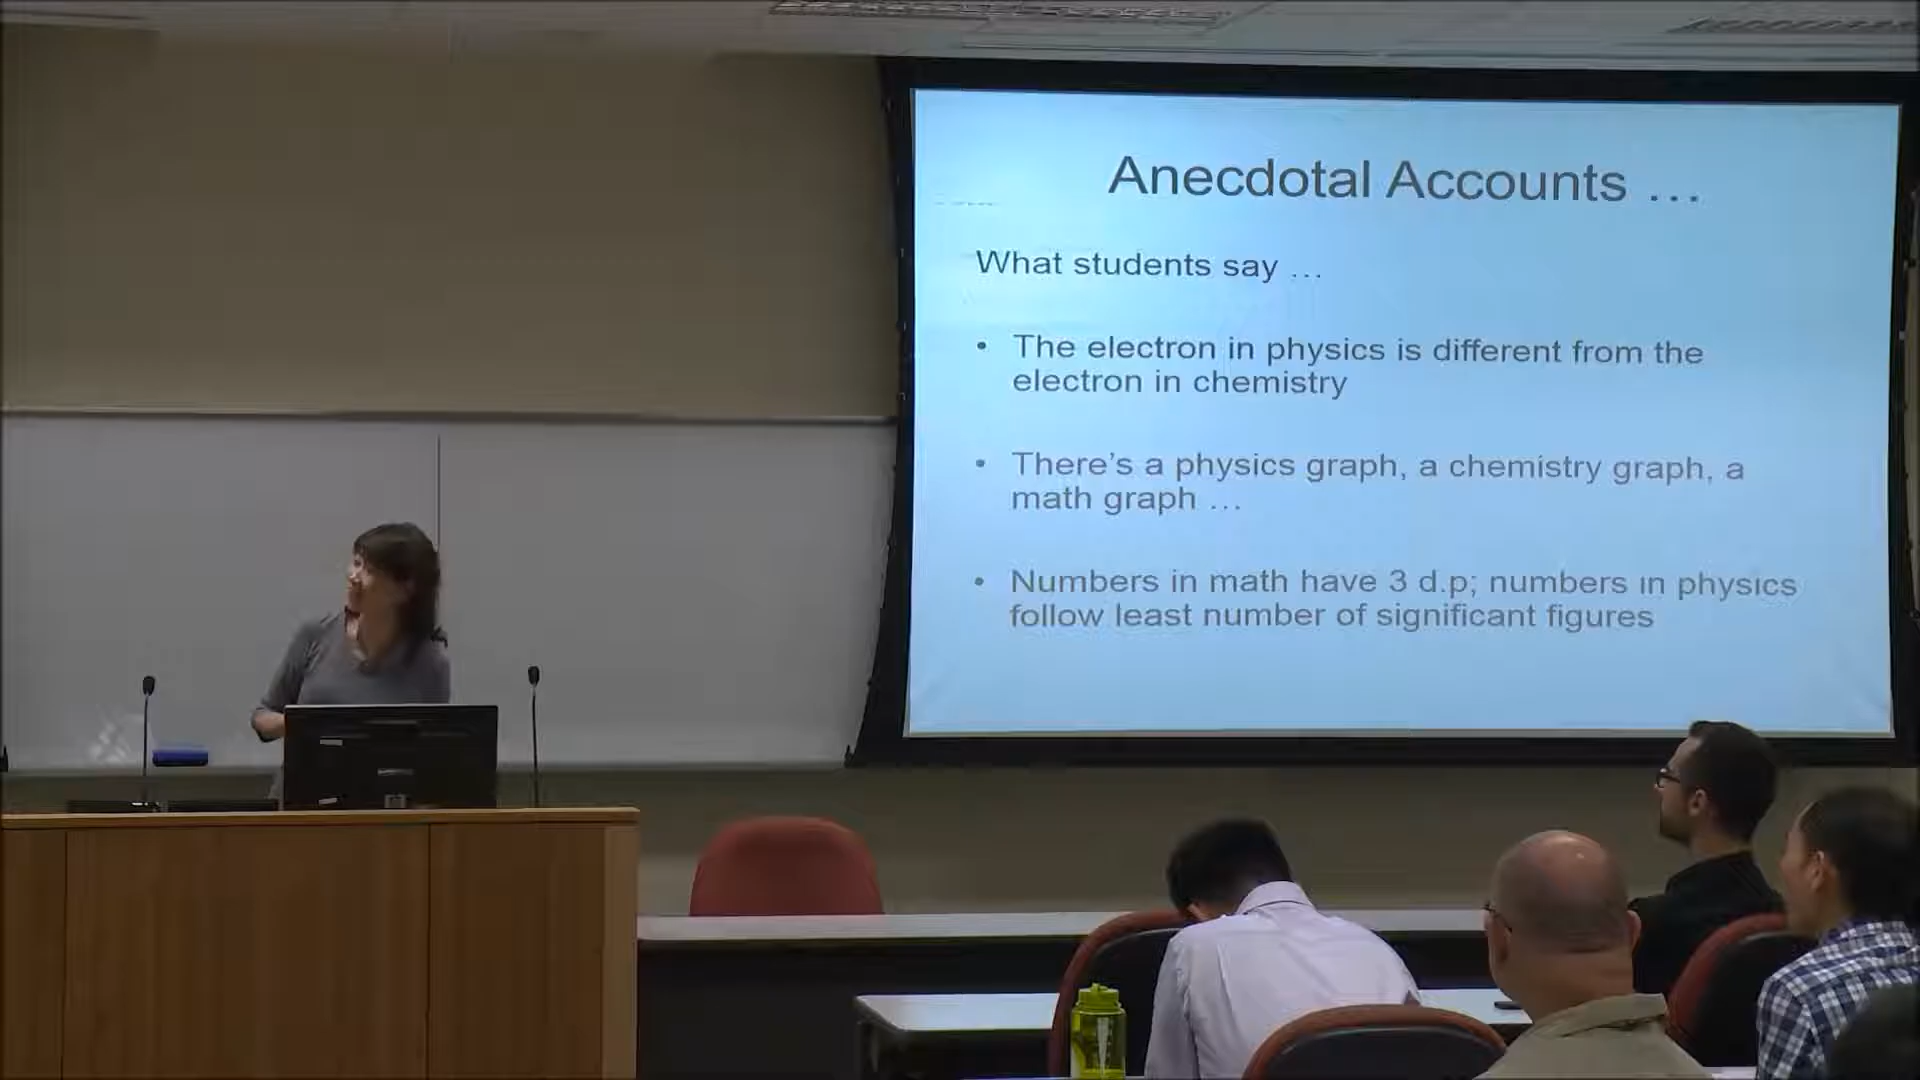 Anecdotal Accounts ...
What students say ...
• The electron in physics is different from the
electron in chemistry
• There's a physics graph, a chemistry graph, a
math graph ...
• Numbers in math have 3 d.p; numbers in physics
follow least number of significant figures